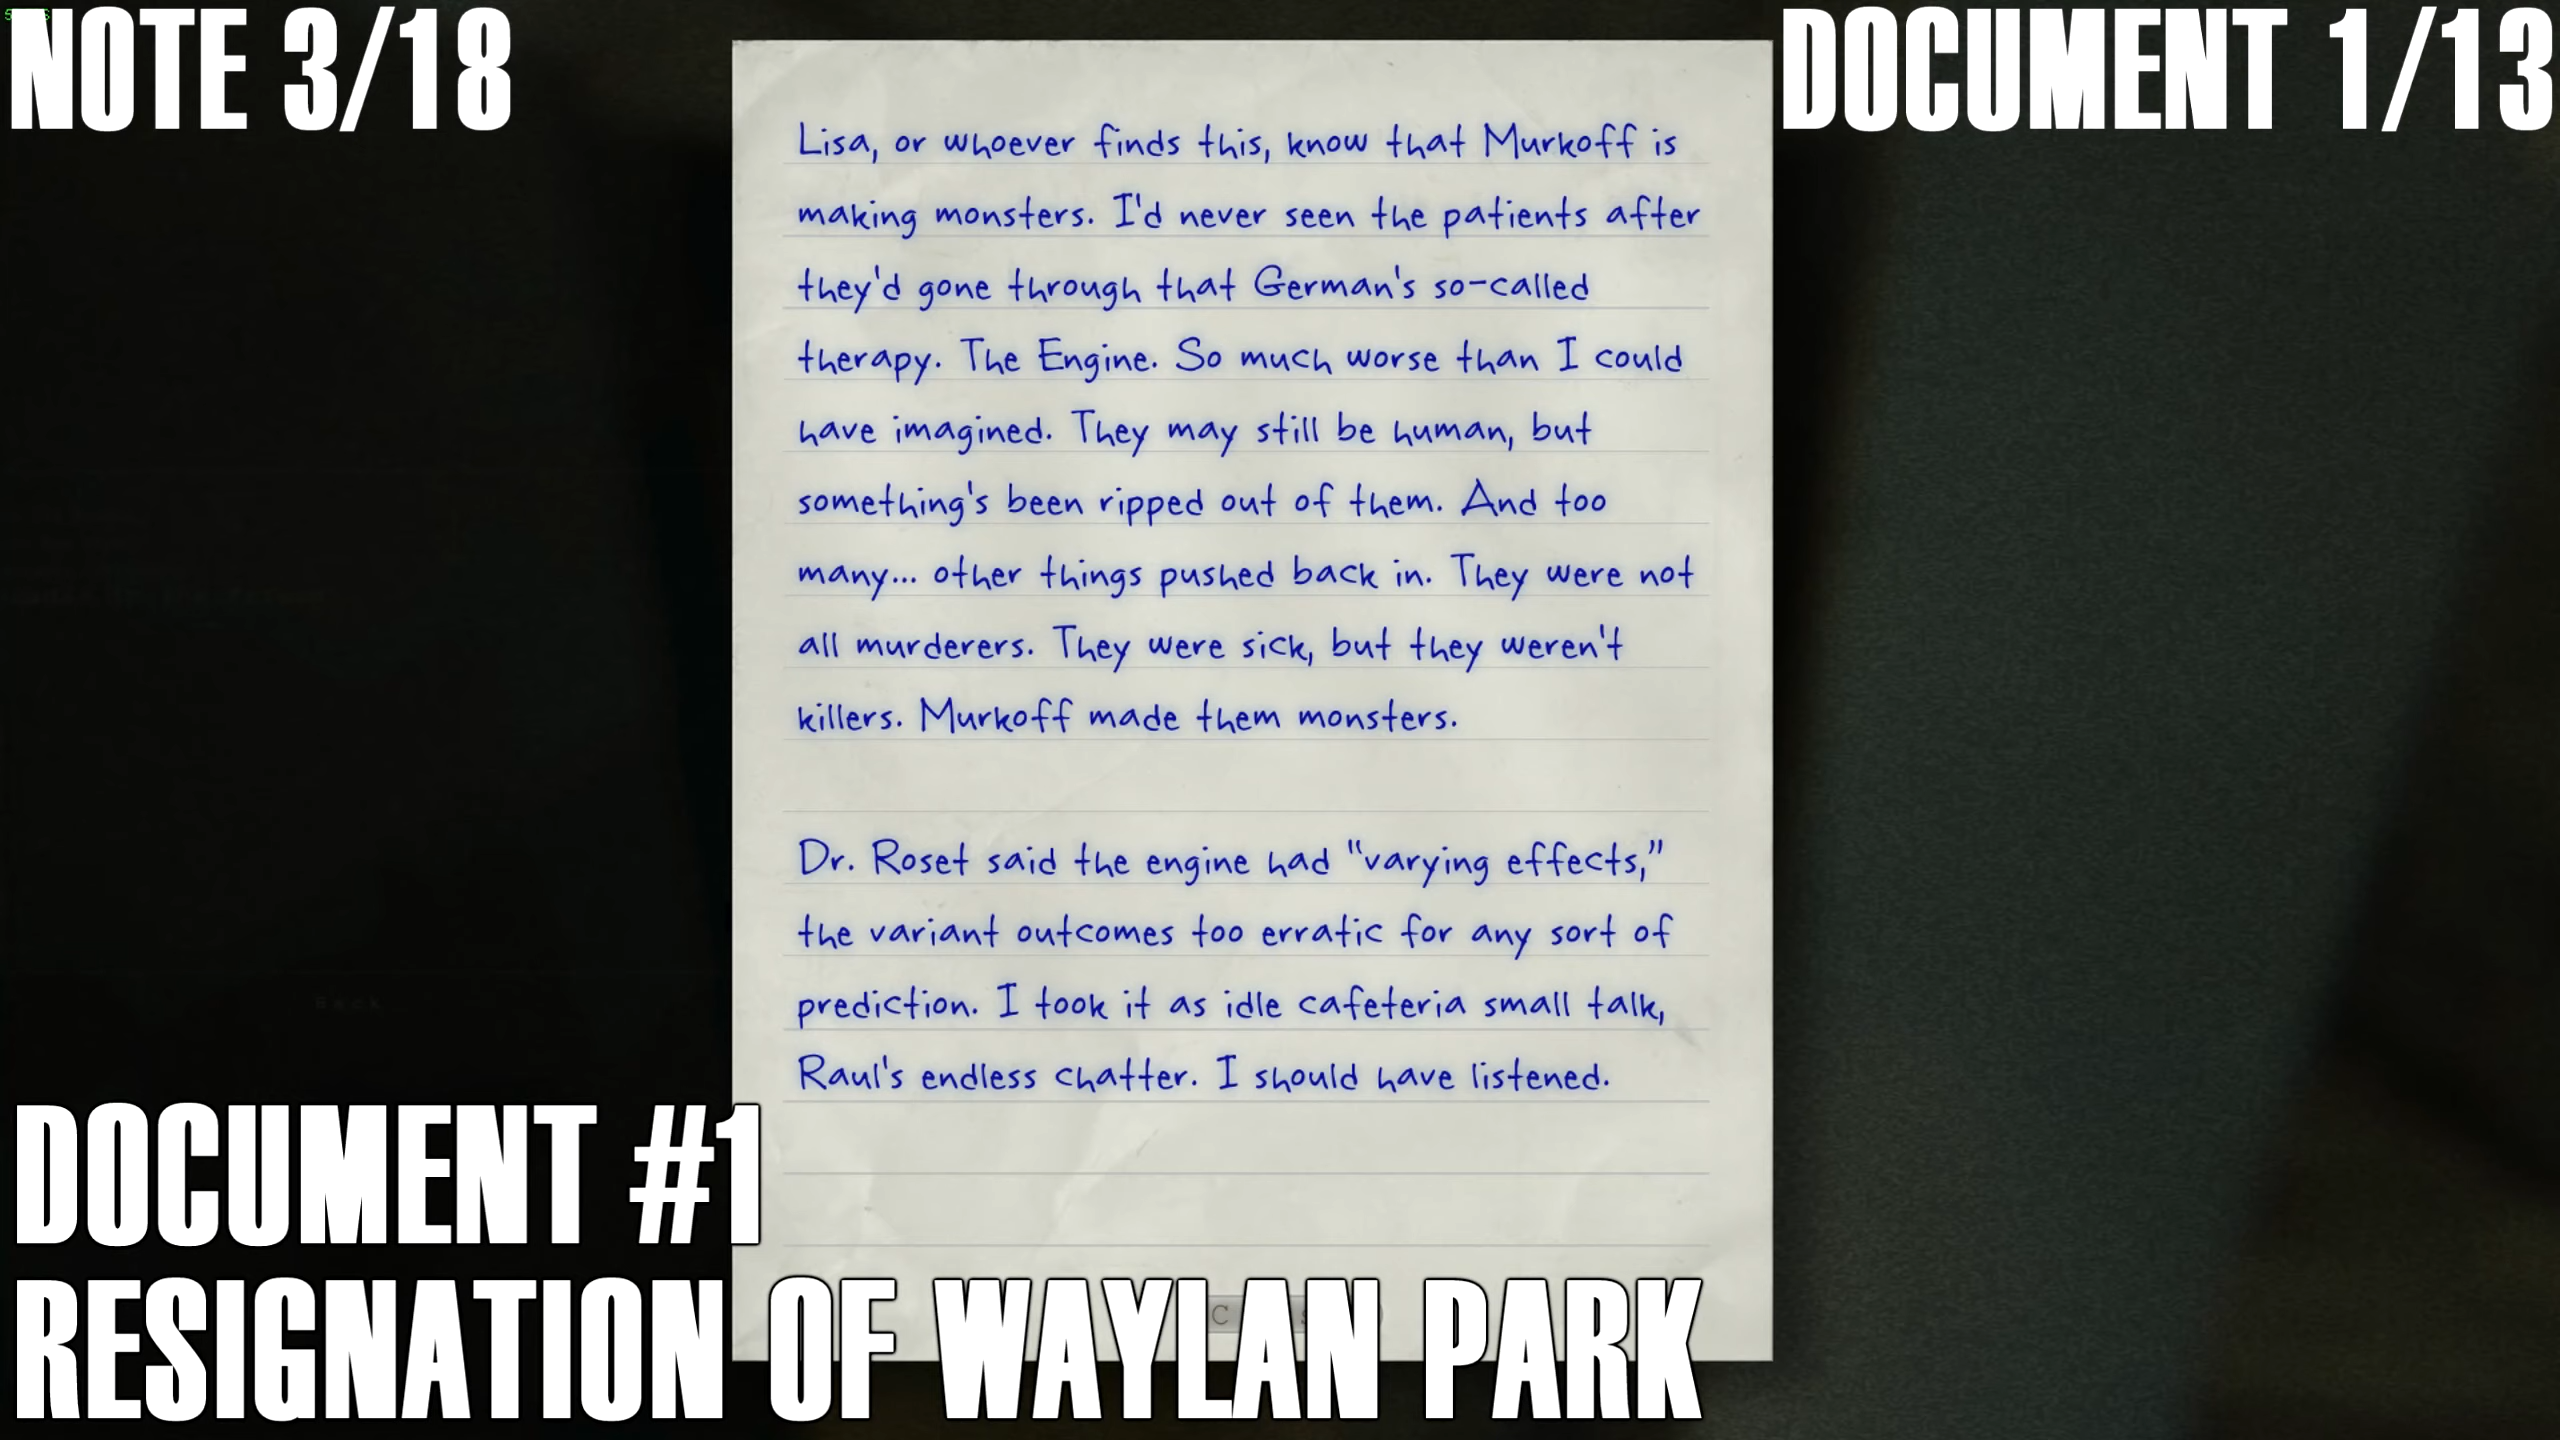 NOTE 3/18
DOCUMENT 1/13
Lisa, or whoever finds this, know that Murkoff is
making monsters. I'd never seen the patients after
they'd gone through that German's so-called
therapy. The Engine. So much worse than I could
have imagined. They may still be human, but
something's been ripped out of them. And too
many... other things pushed back in. They were not
all murderers. They were sick, but they weren't
killers. Murkoff made them monsters.
Dr. Roset said the engine had "varying effects,"
the variant outcomes too erratic for any sort of
prediction. I took it as idle cafeteria small talk,
Raul's endless chatter. I should have listened.
Back
DOCUMENT #1
RESIGNATION OF WAYLAN PARK